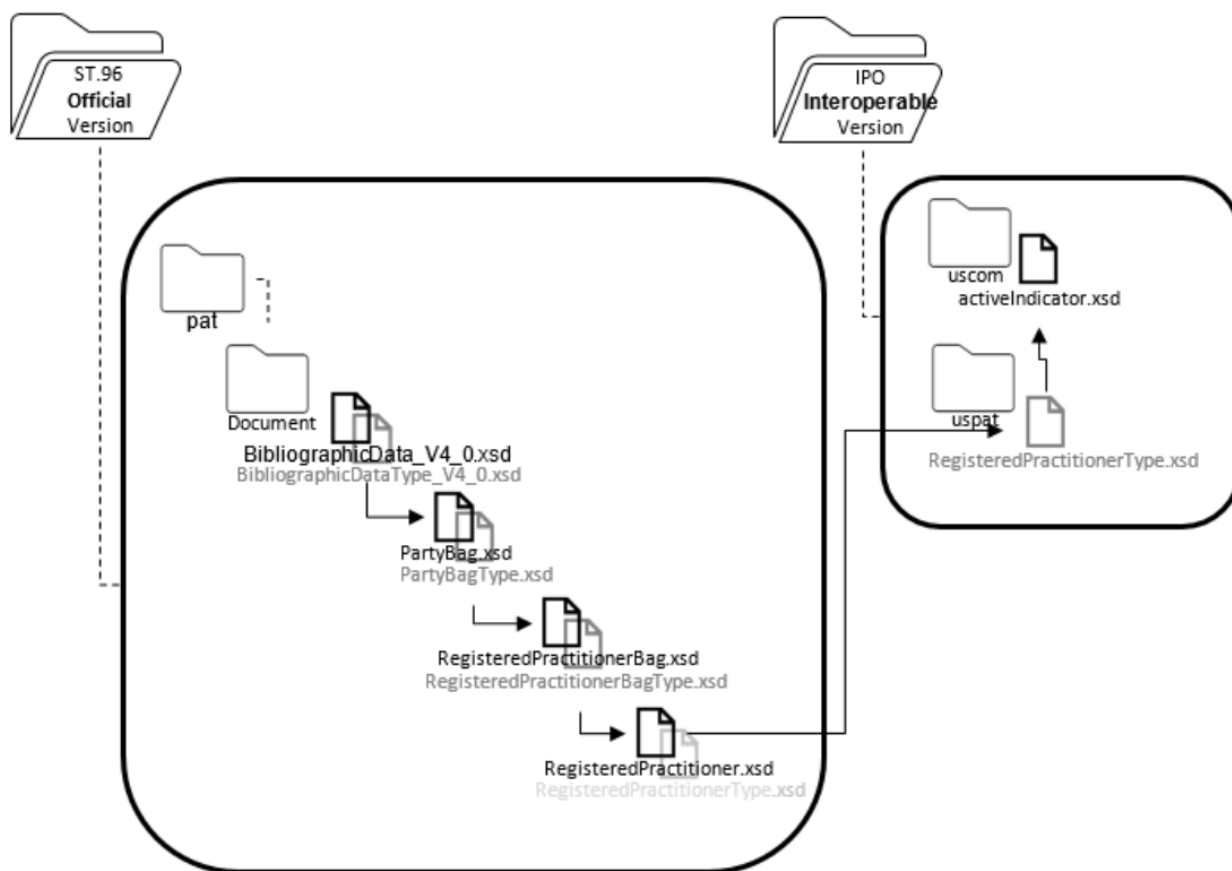 ST.96
Official
Version
IPO
Interoperable
Version
pat
Document
BibliographicData_V4_0.xsd
BibliographicDataType_V4_0.xsd
PartyBag.xsd
PartyBagType.xsd
RegisteredPractitionerBag.xsd
RegisteredPractitionerBagType.xsd
RegisteredPractitioner.xsd
RegisteredPractitionerType.xsd
uscom
activeIndicator.xsd
uspat
RegisteredPractitionerType.xsd